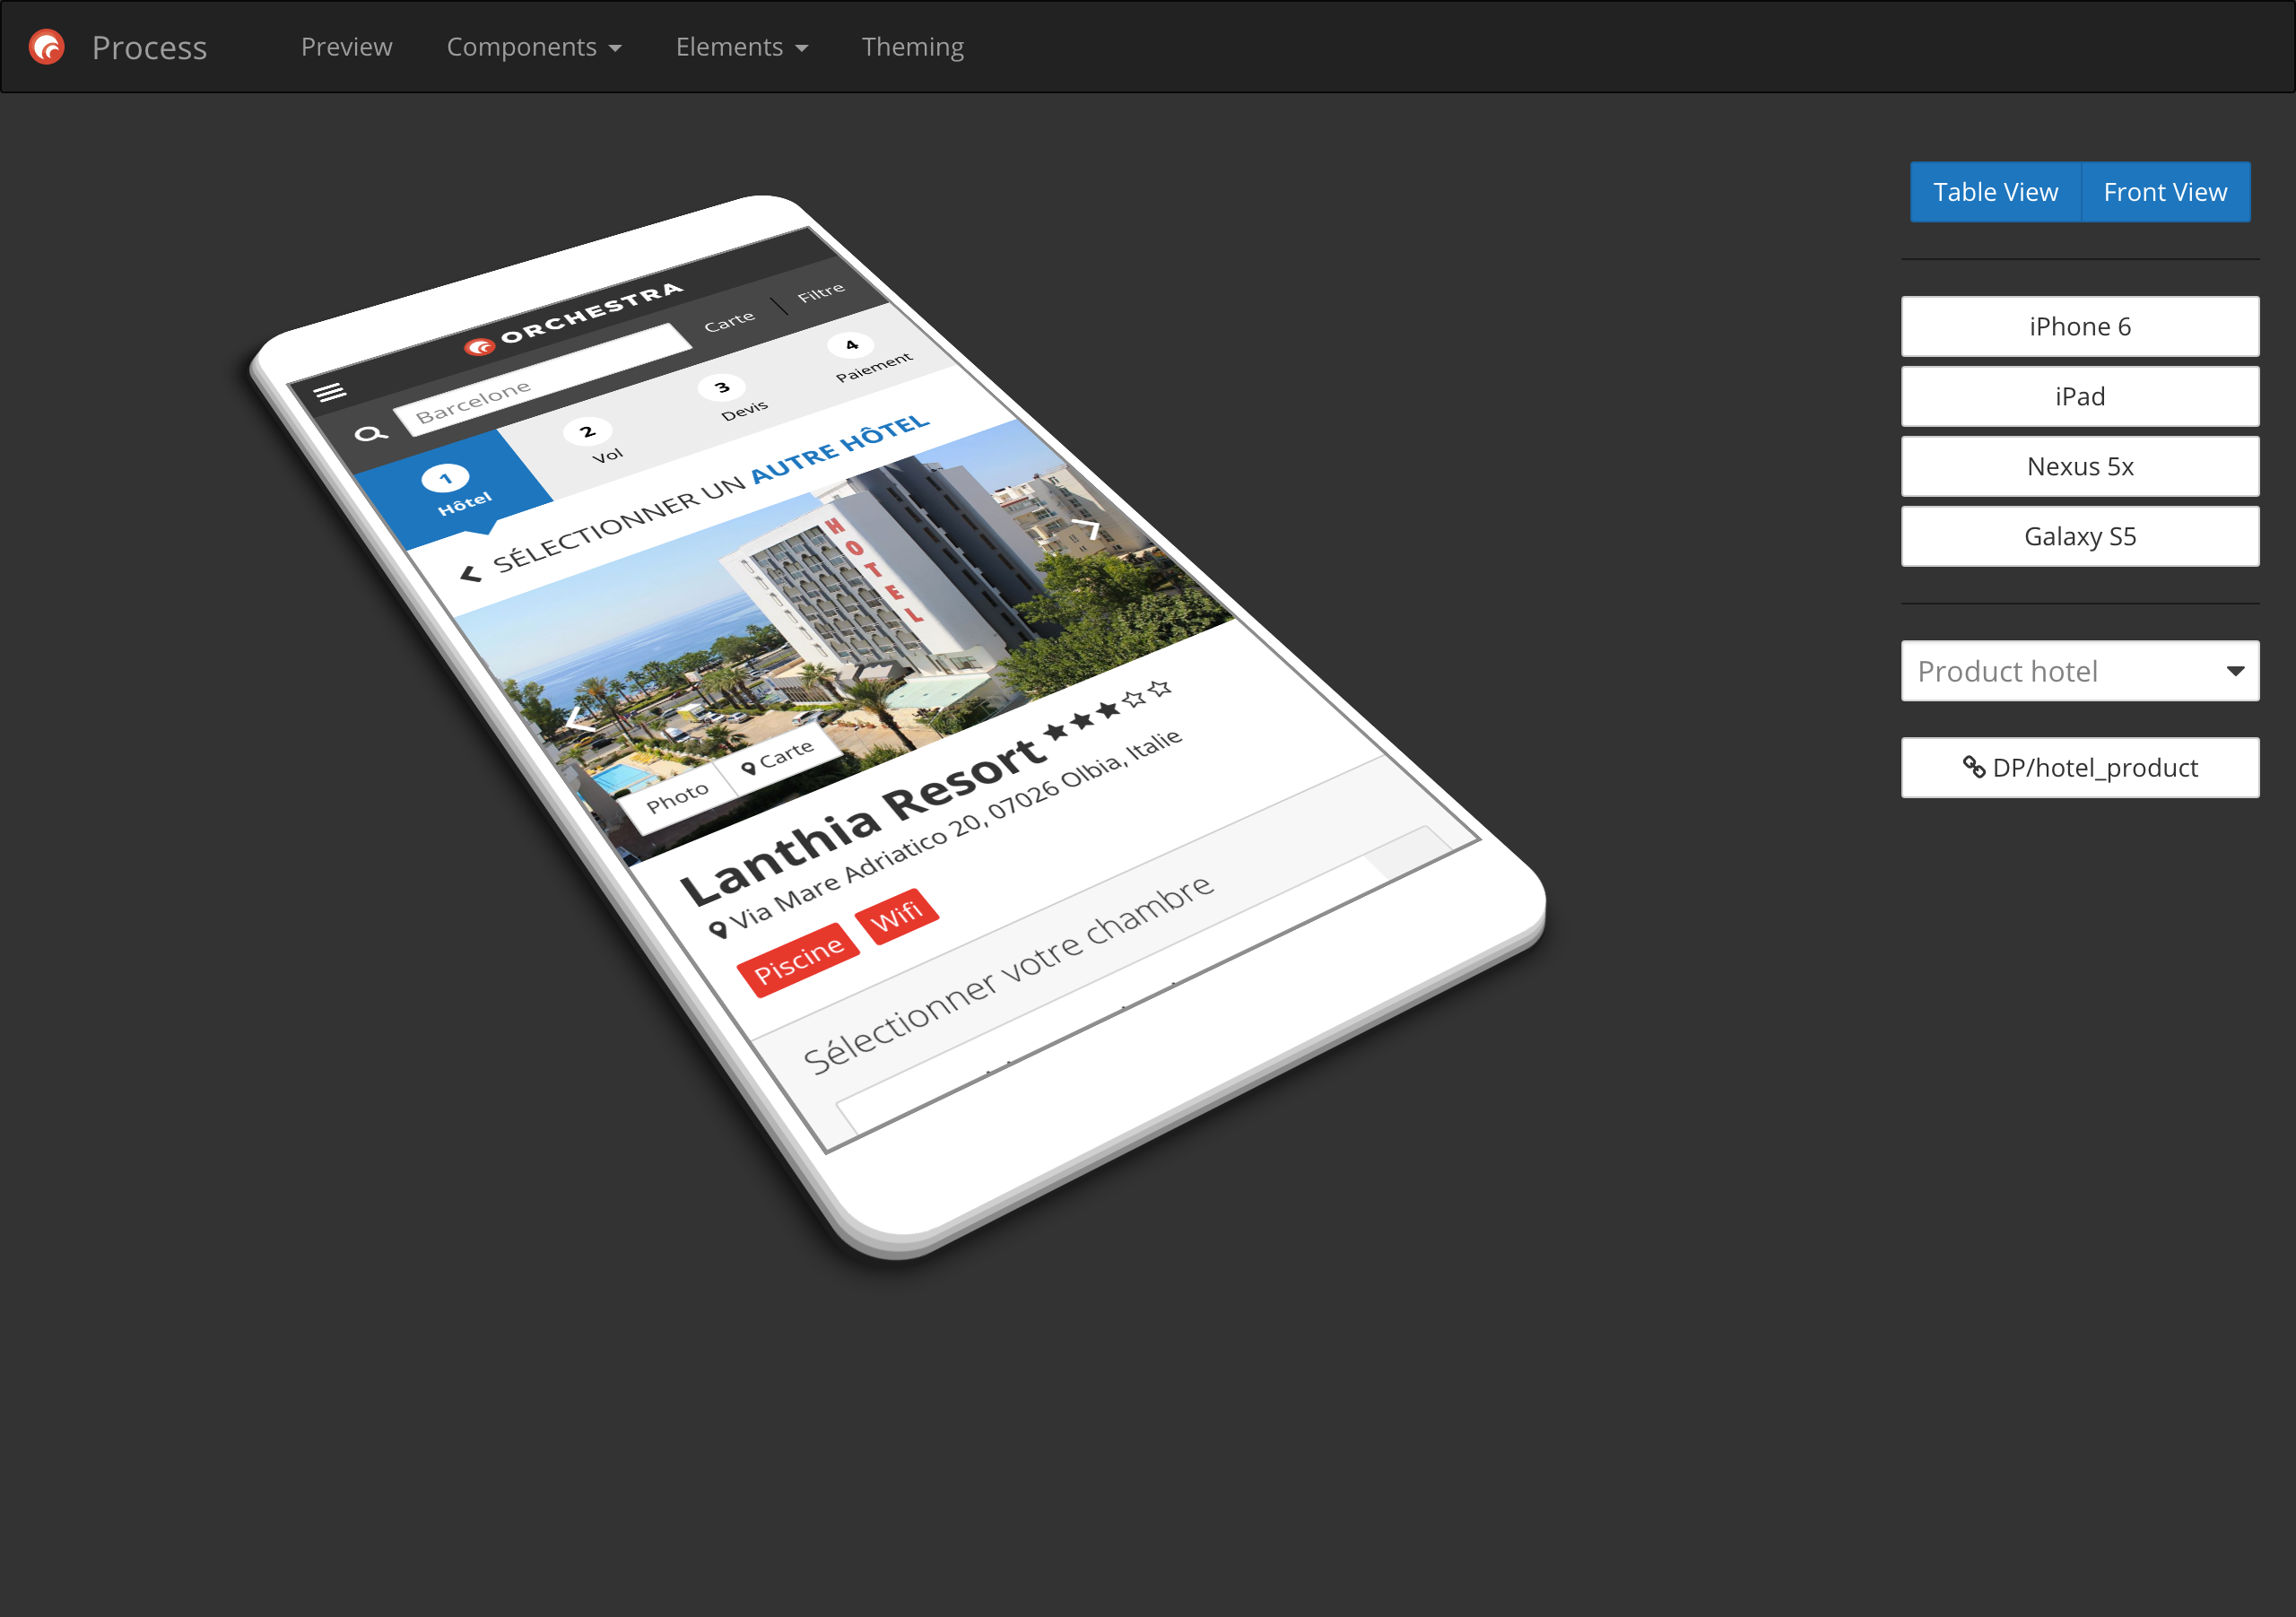 Process
Preview
Components
Elements
Theming
Table View
Front View
iPhone 6
iPad
Nexus 5x
Galaxy S5
Product hotel
DP/hotel_product
ORCHESTRA
Barcelone
Carte
Filtre
1
Hôtel
2
Vol
3
Devis
4
Paiement
SÉLECTIONNER UN AUTRE HÔTEL
HOTEL
Photo
Carte
Lanthia Resort
Via Mare Adriatico 20, 07026 Olbia, Italie
Piscine
Wifi
Sélectionner votre chambre